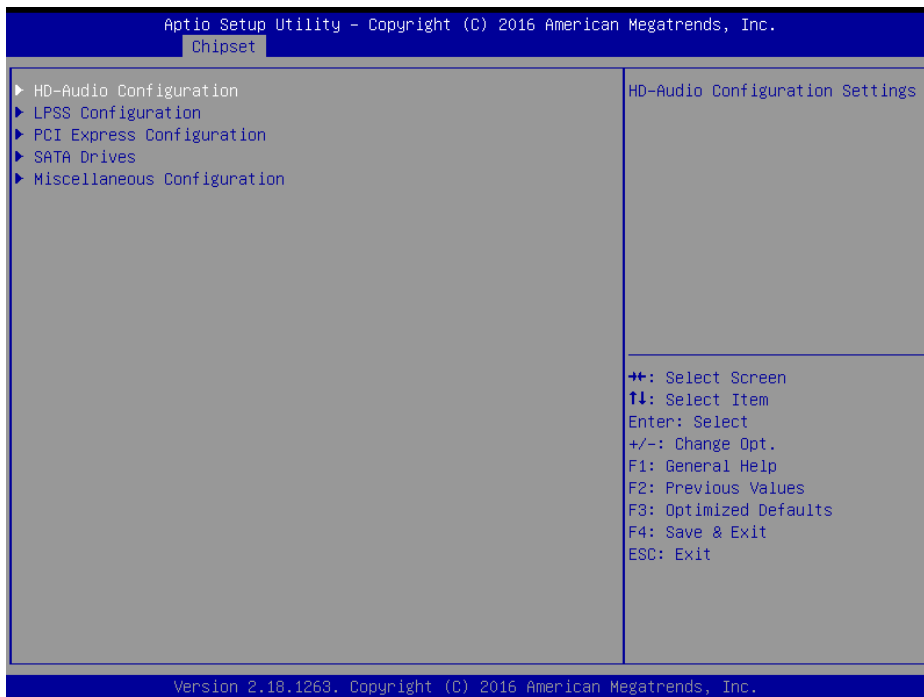 Aptio Setup Utility – Copyright (C) 2016 American Megatrends, Inc.
Chipset
▶ HD-Audio Configuration
▶ LPSS Configuration
▶ PCI Express Configuration
▶ SATA Drives
▶ Miscellaneous Configuration
HD-Audio Configuration Settings
→←: Select Screen
↑↓: Select Item
Enter: Select
+/-: Change Opt.
F1: General Help
F2: Previous Values
F3: Optimized Defaults
F4: Save & Exit
ESC: Exit
Version 2.18.1263. Copyright (C) 2016 American Megatrends, Inc.